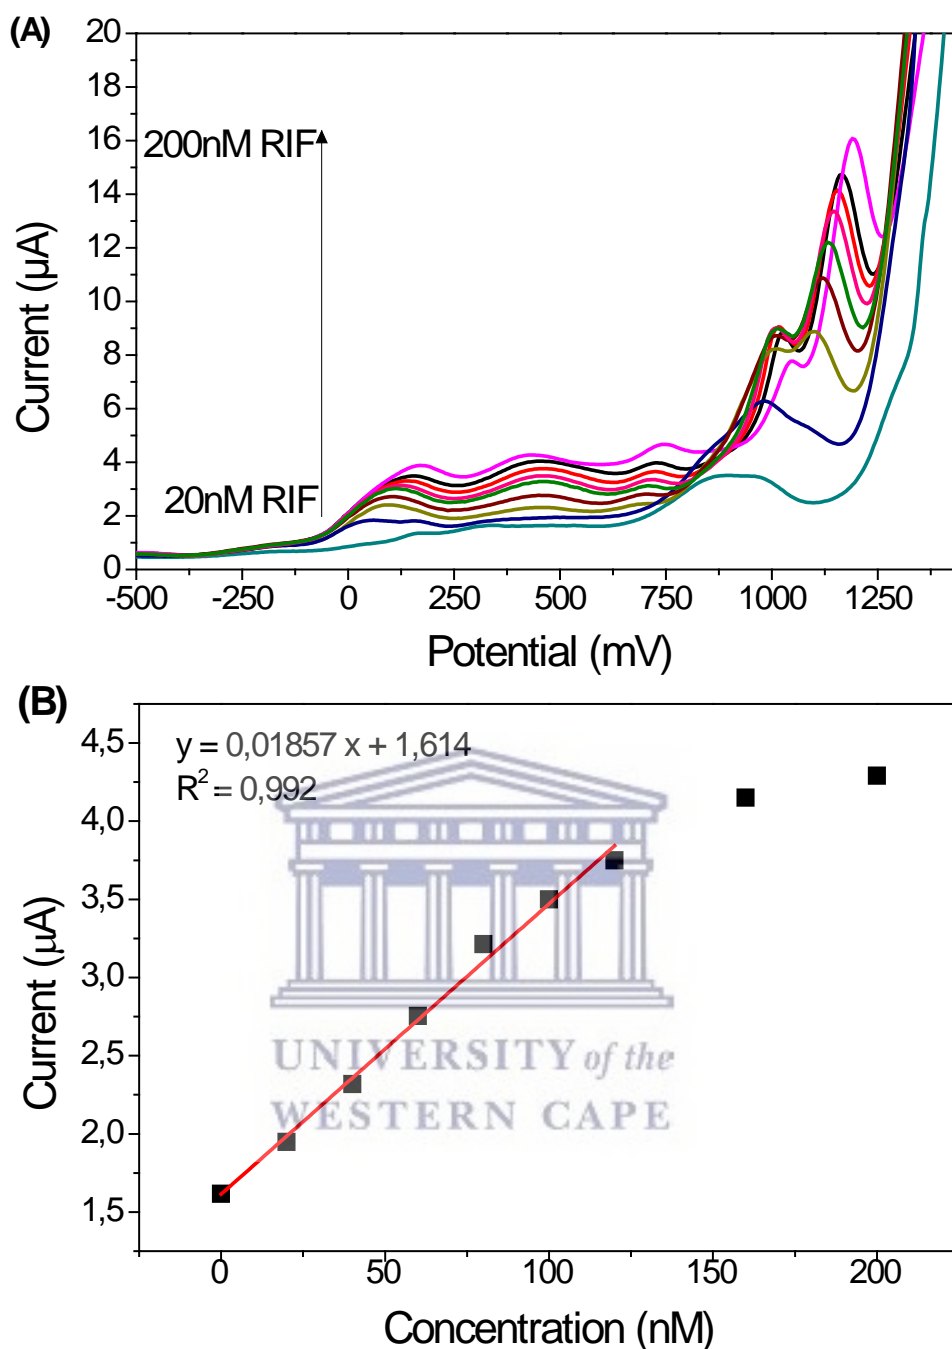 (A)
20
18
16
14
12
10
8
6
4
2
0
Current (µA)
200nM RIF
20nM RIF
-500 -250 0 250 500 750 1000 1250
Potential (mV)
(B)
y = 0,01857 x + 1,614
R² = 0,992
4,5
4,0
3,5
3,0
2,5
2,0
1,5
Current (µA)
UNIVERSITY of the
WESTERN CAPE
0 50 100 150 200
Concentration (nM)